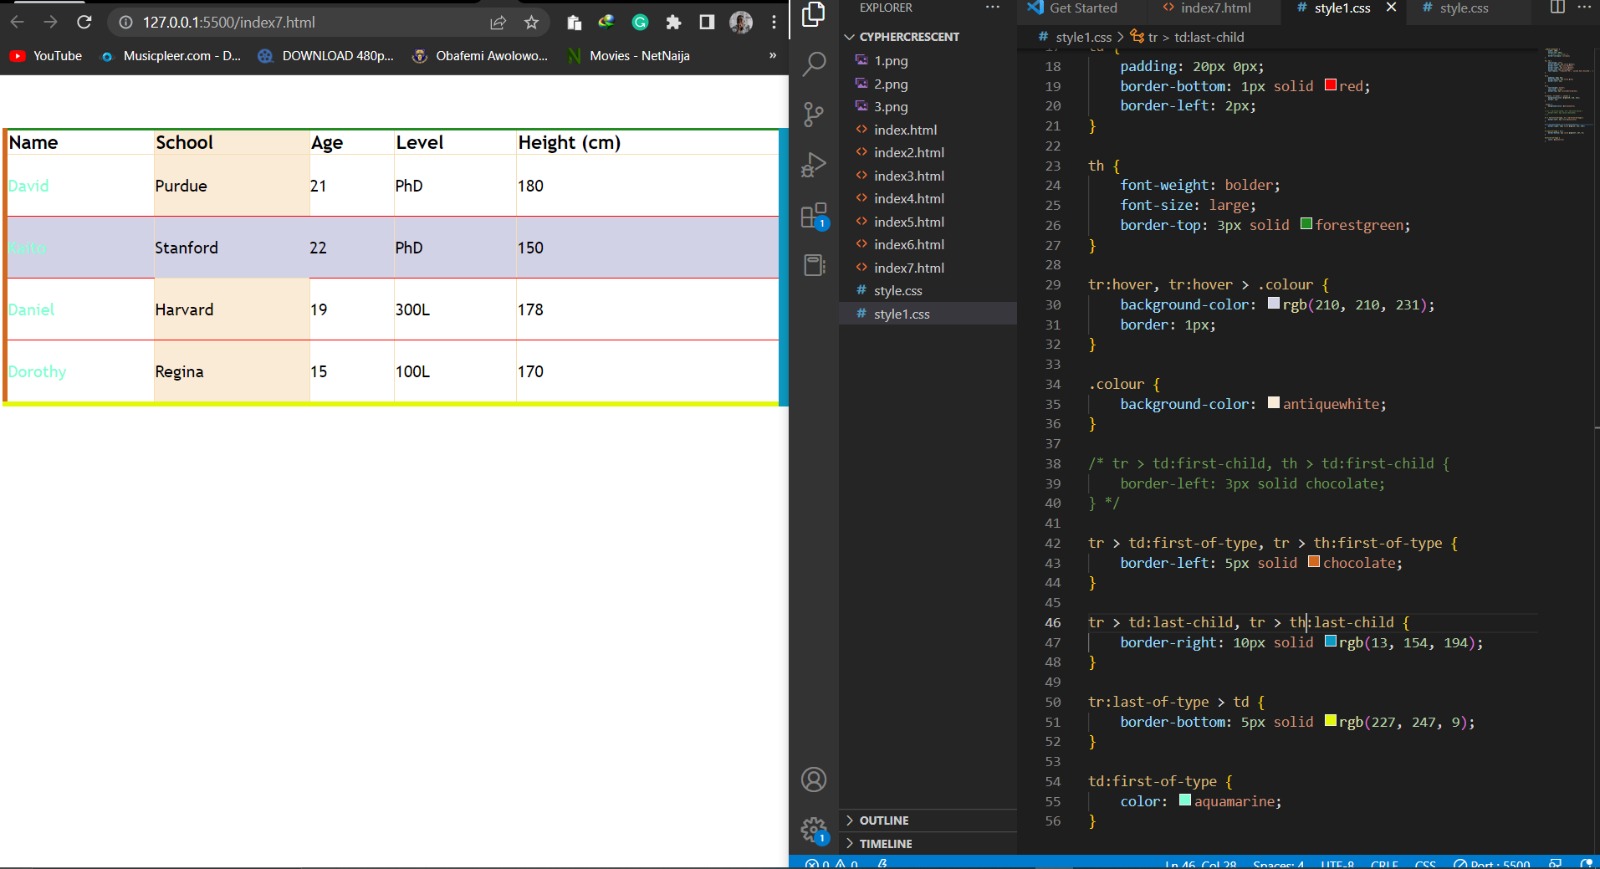 127.0.0.1:5500/index7.html
YouTube Musicpleer.com - D... DOWNLOAD 480p... Obafemi Awolowo... Movies - NetNaija »
Name School Age Level Height (cm)
David Purdue 21 PhD 180
Stanford 22 PhD 150
Daniel Harvard 19 300L 178
Dorothy Regina 15 100L 170
EXPLORER ···
CYPHERCRESCENT
1.png
2.png
3.png
index.html
index2.html
index3.html
index4.html
index5.html
index6.html
index7.html
# style.css
# style1.css
OUTLINE
TIMELINE
1
1
Get Started <> index7.html # style1.css # style.css
# style1.css > tr > td:last-child
18 padding: 20px 0px;
19 border-bottom: 1px solid red;
20 border-left: 2px;
21 }
22
23 th {
24 font-weight: bolder;
25 font-size: large;
26 border-top: 3px solid forestgreen;
27 }
28
29 tr:hover, tr:hover > .colour {
30 background-color: rgb(210, 210, 231);
31 border: 1px;
32 }
33
34 .colour {
35 background-color: antiquewhite;
36 }
37
38 /* tr > td:first-child, th > td:first-child {
39 border-left: 3px solid chocolate;
40 } */
41
42 tr > td:first-of-type, tr > th:first-of-type {
43 border-left: 5px solid chocolate;
44 }
45
46 tr > td:last-child, tr > th:last-child {
47 border-right: 10px solid rgb(13, 154, 194);
48 }
49
50 tr:last-of-type > td {
51 border-bottom: 5px solid rgb(227, 247, 9);
52 }
53
54 td:first-of-type {
55 color: aquamarine;
56 }
0 0 Ln 46, Col 28 Spaces: 4 UTF-8 CRLF CSS Port : 5500